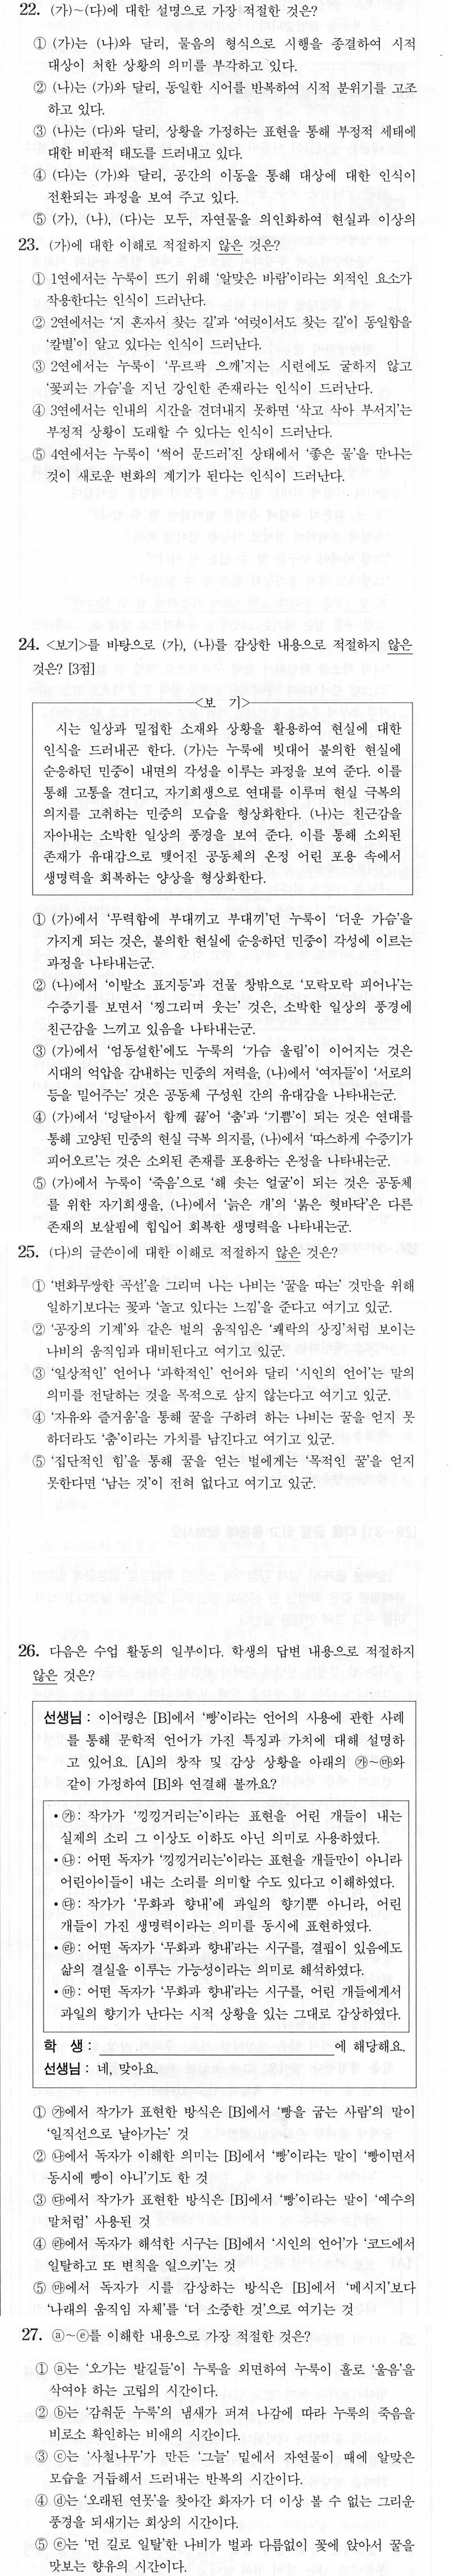 22. (가)~(다)에 대한 설명으로 가장 적절한 것은?
① (가)는 (나)와 달리, 물음의 형식으로 시행을 종결하여 시적
대상이 처한 상황의 의미를 부각하고 있다.
② (나)는 (가)와 달리, 동일한 시어를 반복하여 시적 분위기를 고조
하고 있다.
③ (나)는 (다)와 달리, 상황을 가정하는 표현을 통해 부정적 세태에
대한 비판적 태도를 드러내고 있다.
④ (다)는 (가)와 달리, 공간의 이동을 통해 대상에 대한 인식이
전환되는 과정을 보여 주고 있다.
⑤ (가), (나), (다)는 모두, 자연물을 의인화하여 현실과 이상의
23. (가)에 대한 이해로 적절하지 않은 것은?
① 1연에서는 누룩이 뜨기 위해 '알맞은 바람'이라는 외적인 요소가
작용한다는 인식이 드러난다.
② 2연에서는 '지 혼자서 찾는 길'과 '여럿이서도 찾는 길'이 동일함을
'칼별'이 알고 있다는 인식이 드러난다.
③ 2연에서는 누룩이 '무르팍 으깨'지는 시련에도 굴하지 않고
'꽃피는 가슴'을 지닌 강인한 존재라는 인식이 드러난다.
④ 3연에서는 인내의 시간을 견뎌내지 못하면 '삭고 삭아 부서지'는
부정적 상황이 도래할 수 있다는 인식이 드러난다.
⑤ 4연에서는 누룩이 '썩어 문드러'진 상태에서 '좋은 물'을 만나는
것이 새로운 변화의 계기가 된다는 인식이 드러난다.
24. <보기>를 바탕으로 (가), (나)를 감상한 내용으로 적절하지 않은
것은? [3점]
<보 기>
시는 일상과 밀접한 소재와 상황을 활용하여 현실에 대한
인식을 드러내곤 한다. (가)는 누룩에 빗대어 불의한 현실에
순응하던 민중이 내면의 각성을 이루는 과정을 보여 준다. 이를
통해 고통을 견디고, 자기희생으로 연대를 이루며 현실 극복의
의지를 고취하는 민중의 모습을 형상화한다. (나)는 친근감을
자아내는 소박한 일상의 풍경을 보여 준다. 이를 통해 소외된
존재가 유대감으로 맺어진 공동체의 온정 어린 포용 속에서
생명력을 회복하는 양상을 형상화한다.
① (가)에서 '무력함에 부대끼고 부대끼'던 누룩이 '더운 가슴'을
가지게 되는 것은, 불의한 현실에 순응하던 민중이 각성에 이르는
과정을 나타내는군.
② (나)에서 '이발소 표지등'과 건물 창밖으로 '모락모락 피어나'는
수증기를 보면서 '찡그리며 웃는' 것은, 소박한 일상의 풍경에
친근감을 느끼고 있음을 나타내는군.
③ (가)에서 '엄동설한'에도 누룩의 '가슴 울림'이 이어지는 것은
시대의 억압을 감내하는 민중의 저력을, (나)에서 '여자들'이 '서로의
등을 밀어주는' 것은 공동체 구성원 간의 유대감을 나타내는군.
④ (가)에서 '덩달아서 함께 끓'어 '춤'과 '기쁨'이 되는 것은 연대를
통해 고양된 민중의 현실 극복 의지를, (나)에서 '따스하게 수증기가
피어오르'는 것은 소외된 존재를 포용하는 온정을 나타내는군.
⑤ (가)에서 누룩이 '죽음'으로 '해 솟는 얼굴'이 되는 것은 공동체
를 위한 자기희생을, (나)에서 '늙은 개'의 '붉은 혓바닥'은 다른
존재의 보살핌에 힘입어 회복한 생명력을 나타내는군.
25. (다)의 글쓴이에 대한 이해로 적절하지 않은 것은?
① '변화무쌍한 곡선'을 그리며 나는 나비는 '꿀을 따는' 것만을 위해
일하기보다는 꽃과 '놀고 있다는 느낌'을 준다고 여기고 있군.
② '공장의 기계'와 같은 벌의 움직임은 '쾌락의 상징'처럼 보이는
나비의 움직임과 대비된다고 여기고 있군.
③ '일상적인' 언어나 '과학적인' 언어와 달리 '시인의 언어'는 말의
의미를 전달하는 것을 목적으로 삼지 않는다고 여기고 있군.
④ '자유와 즐거움'을 통해 꿀을 구하려 하는 나비는 꿀을 얻지 못
하더라도 '춤'이라는 가치를 남긴다고 여기고 있군.
⑤ '집단적인 힘'을 통해 꿀을 얻는 벌에게는 '목적인 꿀'을 얻지
못한다면 '남는 것'이 전혀 없다고 여기고 있군.
26. 다음은 수업 활동의 일부이다. 학생의 답변 내용으로 적절하지
않은 것은?
선생님 : 이어령은 [B]에서 '빵'이라는 언어의 사용에 관한 사례
를 통해 문학적 언어가 가진 특징과 가치에 대해 설명하
고 있어요. [A]의 창작 및 감상 상황을 아래의 ㉮~㉲와
같이 가정하여 [B]와 연결해 볼까요?
• ㉮: 작가가 '낑낑거리는'이라는 표현을 어린 개들이 내는
실제의 소리 그 이상도 이하도 아닌 의미로 사용하였다.
• ㉯: 어떤 독자가 '낑낑거리는'이라는 표현을 개들만이 아니라
어린아이들이 내는 소리를 의미할 수도 있다고 이해하였다.
• ㉰: 작가가 '무화과 향내'에 과일의 향기뿐 아니라, 어린
개들이 가진 생명력이라는 의미를 동시에 표현하였다.
• ㉱: 어떤 독자가 '무화과 향내'라는 시구를, 결핍이 있음에도
삶의 결실을 이루는 가능성이라는 의미로 해석하였다.
• ㉲: 어떤 독자가 '무화과 향내'라는 시구를, 어린 개들에게서
과일의 향기가 난다는 시적 상황을 있는 그대로 감상하였다.
학 생 : ____________________에 해당해요.
선생님 : 네, 맞아요.
① ㉮에서 작가가 표현한 방식은 [B]에서 '빵을 굽는 사람'의 말이
'일직선으로 날아가는' 것
② ㉯에서 독자가 이해한 의미는 [B]에서 '빵'이라는 말이 '빵이면서
동시에 빵이 아니'기도 한 것
③ ㉰에서 작가가 표현한 방식은 [B]에서 '빵'이라는 말이 '예수의
말처럼' 사용된 것
④ ㉱에서 독자가 해석한 시구는 [B]에서 '시인의 언어'가 '코드에서
일탈하고 또 변칙을 일으키'는 것
⑤ ㉲에서 독자가 시를 감상하는 방식은 [B]에서 '메시지'보다
'나래의 움직임 자체'를 '더 소중한 것'으로 여기는 것
27. ⓐ~ⓔ를 이해한 내용으로 가장 적절한 것은?
① ⓐ는 '오가는 발길들'이 누룩을 외면하여 누룩이 홀로 '울음'을
삭여야 하는 고립의 시간이다.
② ⓑ는 '감춰둔 누룩'의 냄새가 퍼져 나감에 따라 누룩의 죽음을
비로소 확인하는 비애의 시간이다.
③ ⓒ는 '사철나무'가 만든 '그늘' 밑에서 자연물이 때에 알맞은
모습을 거듭해서 드러내는 반복의 시간이다.
④ ⓓ는 '오래된 연못'을 찾아간 화자가 더 이상 볼 수 없는 그리운
풍경을 되새기는 회상의 시간이다.
⑤ ⓔ는 '먼 길로 일탈'한 나비가 벌과 다름없이 꽃에 앉아서 꿀을
맛보는 향유의 시간이다.